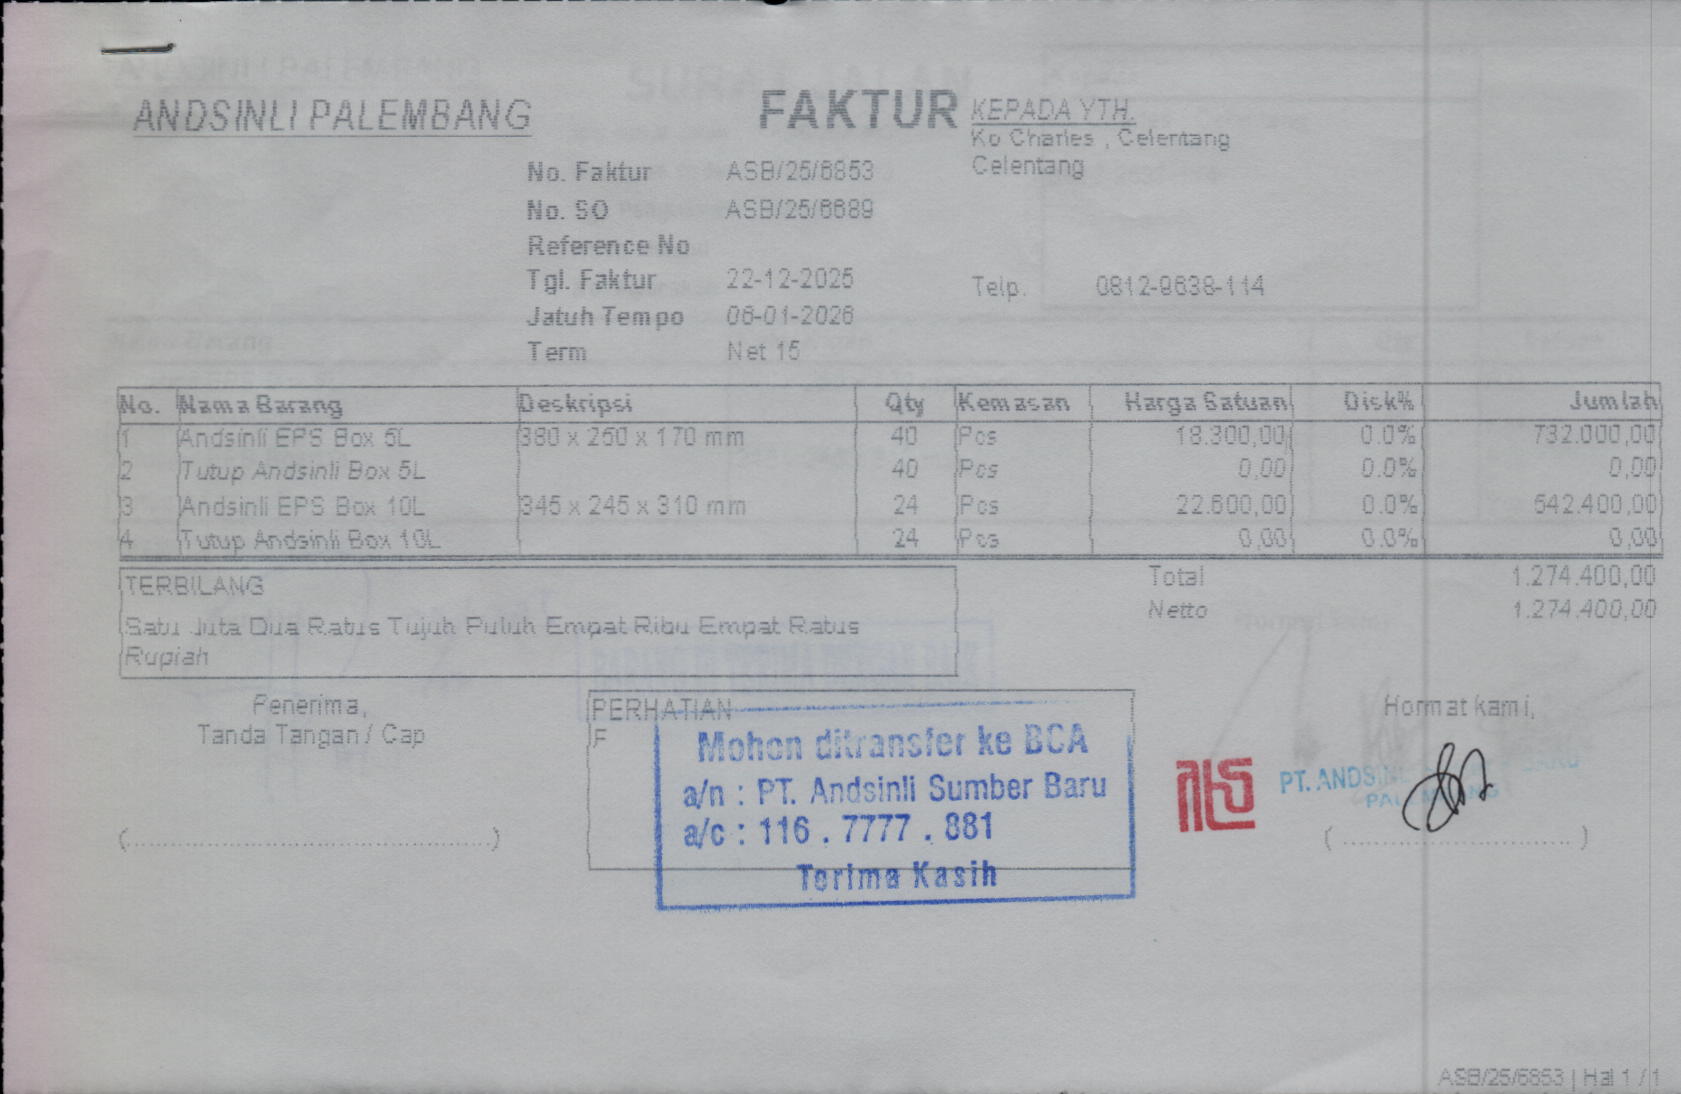 ANDSINLI PALEMBANG
FAKTUR
KEPADA YTH.
Ko Charles , Celentang
Celentang
Telp. 0812-9638-114
No. Faktur ASB/25/6853
No. SO ASB/25/6689
Reference No
Tgl. Faktur 22-12-2025
Jatuh Tempo 06-01-2026
Term Net 15
No. Nama Barang Deskripsi Qty Kemasan Harga Satuan Disk% Jumlah
1 Andsinli EPS Box 5L 380 x 260 x 170 mm 40 Pcs 18.300,00 0.0% 732.000,00
2 Tutup Andsinli Box 5L 40 Pcs 0,00 0.0% 0,00
3 Andsinli EPS Box 10L 345 x 245 x 310 mm 24 Pcs 22.600,00 0.0% 542.400,00
4 Tutup Andsinli Box 10L 24 Pcs 0,00 0.0% 0,00
Total 1.274.400,00
Netto 1.274.400,00
TERBILANG
Satu Juta Dua Ratus Tujuh Puluh Empat Ribu Empat Ratus
Rupiah
Penerima,
Tanda Tangan / Cap
(............................................)
PERHATIAN
Mohon ditransfer ke BCA
a/n : PT. Andsinli Sumber Baru
a/c : 116 . 7777 . 881
Terima Kasih
Hormat kami,
PT. ANDSINLI BARU
PALEMBANG
( ............................ )
ASB/25/6853 | Hal 1 / 1